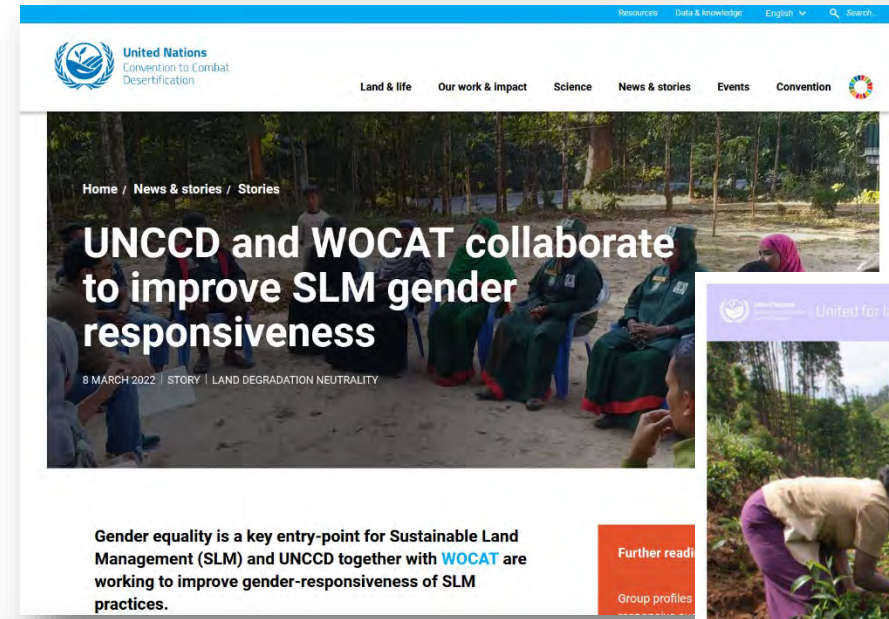 Resources Data & knowledge English Search...
United Nations
Convention to Combat
Desertification
Land & life Our work & impact Science News & stories Events Convention
Home / News & stories / Stories
UNCCD and WOCAT collaborate
to improve SLM gender
responsiveness
8 MARCH 2022 | STORY | LAND DEGRADATION NEUTRALITY
United for
Gender equality is a key entry-point for Sustainable Land
Management (SLM) and UNCCD together with WOCAT are
working to improve gender-responsiveness of SLM
practices.
Further
Group profiles